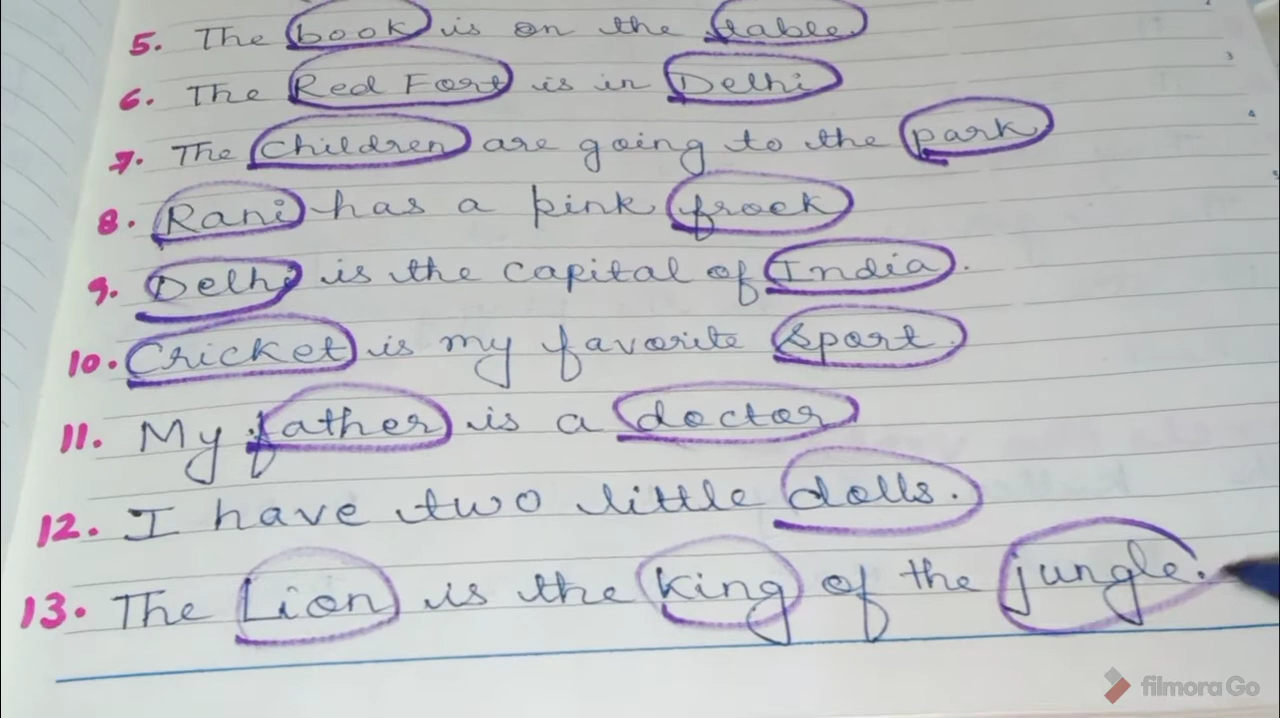 5. The book is on the table.
6. The Red Fort is in Delhi
7. The children are going to the park
8. Rani has a pink frock
9. Delhi is the capital of India.
10. Cricket is my favorite sport.
11. My father is a doctor
12. I have two little dolls.
13. The Lion is the king of the jungle.
filmora Go